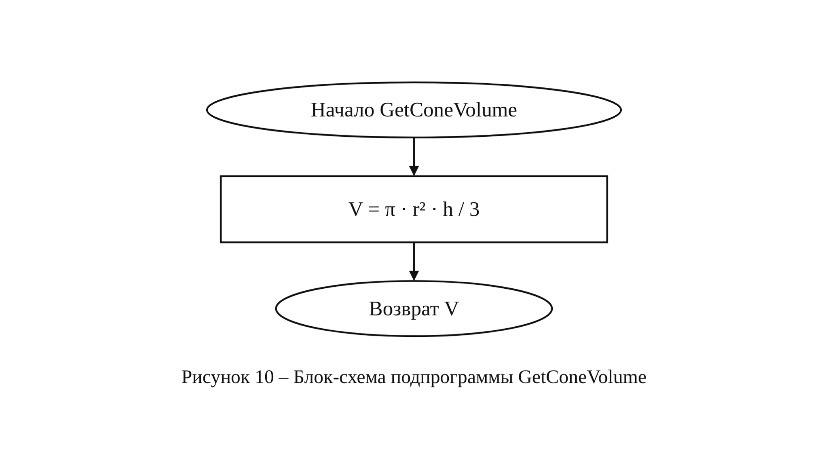 Начало GetConeVolume
V = π · r² · h / 3
Возврат V
Рисунок 10 – Блок-схема подпрограммы GetConeVolume